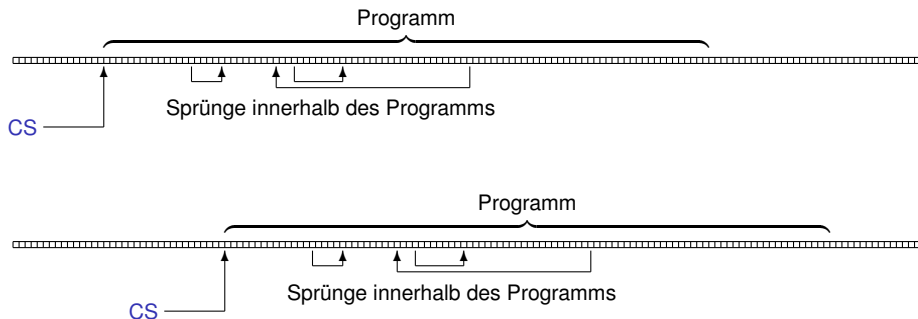 Programm
Sprünge innerhalb des Programms
CS
Programm
Sprünge innerhalb des Programms
CS